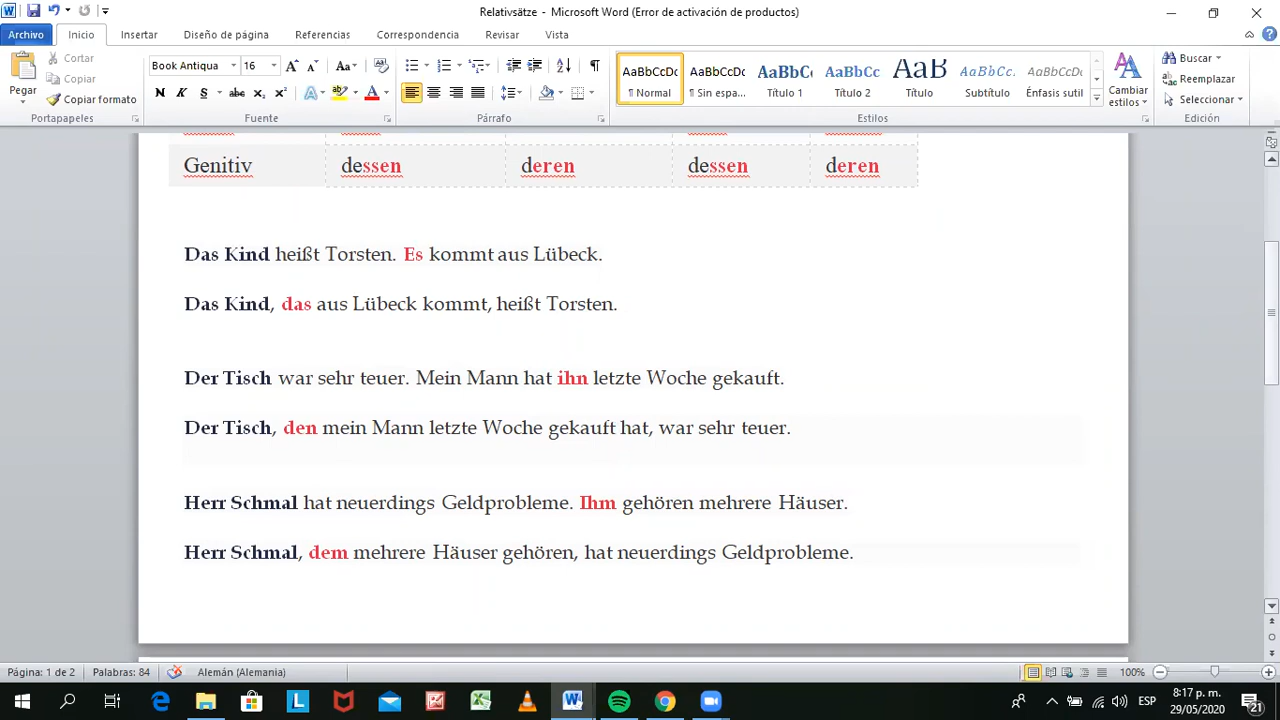 Relativsätze - Microsoft Word (Error de activación de productos)
Archivo Inicio Insertar Diseño de página Referencias Correspondencia Revisar Vista
Pegar
Cortar
Copiar
Copiar formato
Portapapeles
Book Antiqua 16
N K S abc x₂ x²
Fuente
Párrafo
AaBbCcDc AaBbCcDc AaBbC AaBbCc AaB AaBbCc. AaBbCcDc
¶ Normal ¶ Sin espa... Título 1 Título 2 Título Subtítulo Énfasis sutil
Cambiar estilos
Estilos
Buscar
Reemplazar
Seleccionar
Edición
Genitiv dessen deren dessen deren
Das Kind heißt Torsten. Es kommt aus Lübeck.
Das Kind, das aus Lübeck kommt, heißt Torsten.
Der Tisch war sehr teuer. Mein Mann hat ihn letzte Woche gekauft.
Der Tisch, den mein Mann letzte Woche gekauft hat, war sehr teuer.
Herr Schmal hat neuerdings Geldprobleme. Ihm gehören mehrere Häuser.
Herr Schmal, dem mehrere Häuser gehören, hat neuerdings Geldprobleme.
Página: 1 de 2 Palabras: 84 Alemán (Alemania) 100%
ESP
8:17 p. m.
29/05/2020
21